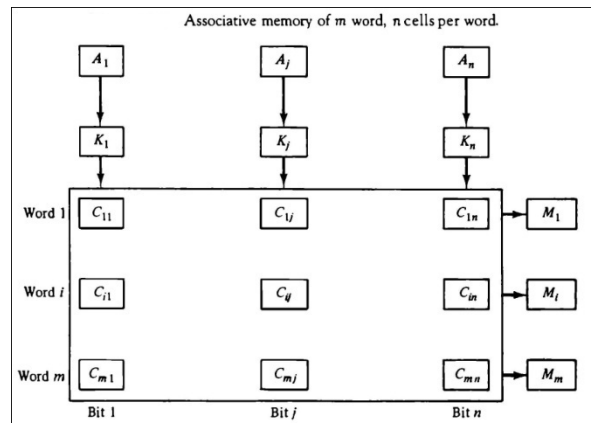 Associative memory of m word, n cells per word.
A₁ Aⱼ Aₙ
K₁ Kⱼ Kₙ
Word 1 C₁₁ C₁ⱼ C₁ₙ M₁
Word i Cᵢ₁ Cᵢⱼ Cᵢₙ Mᵢ
Word m Cₘ₁ Cₘⱼ Cₘₙ Mₘ
Bit 1 Bit j Bit n